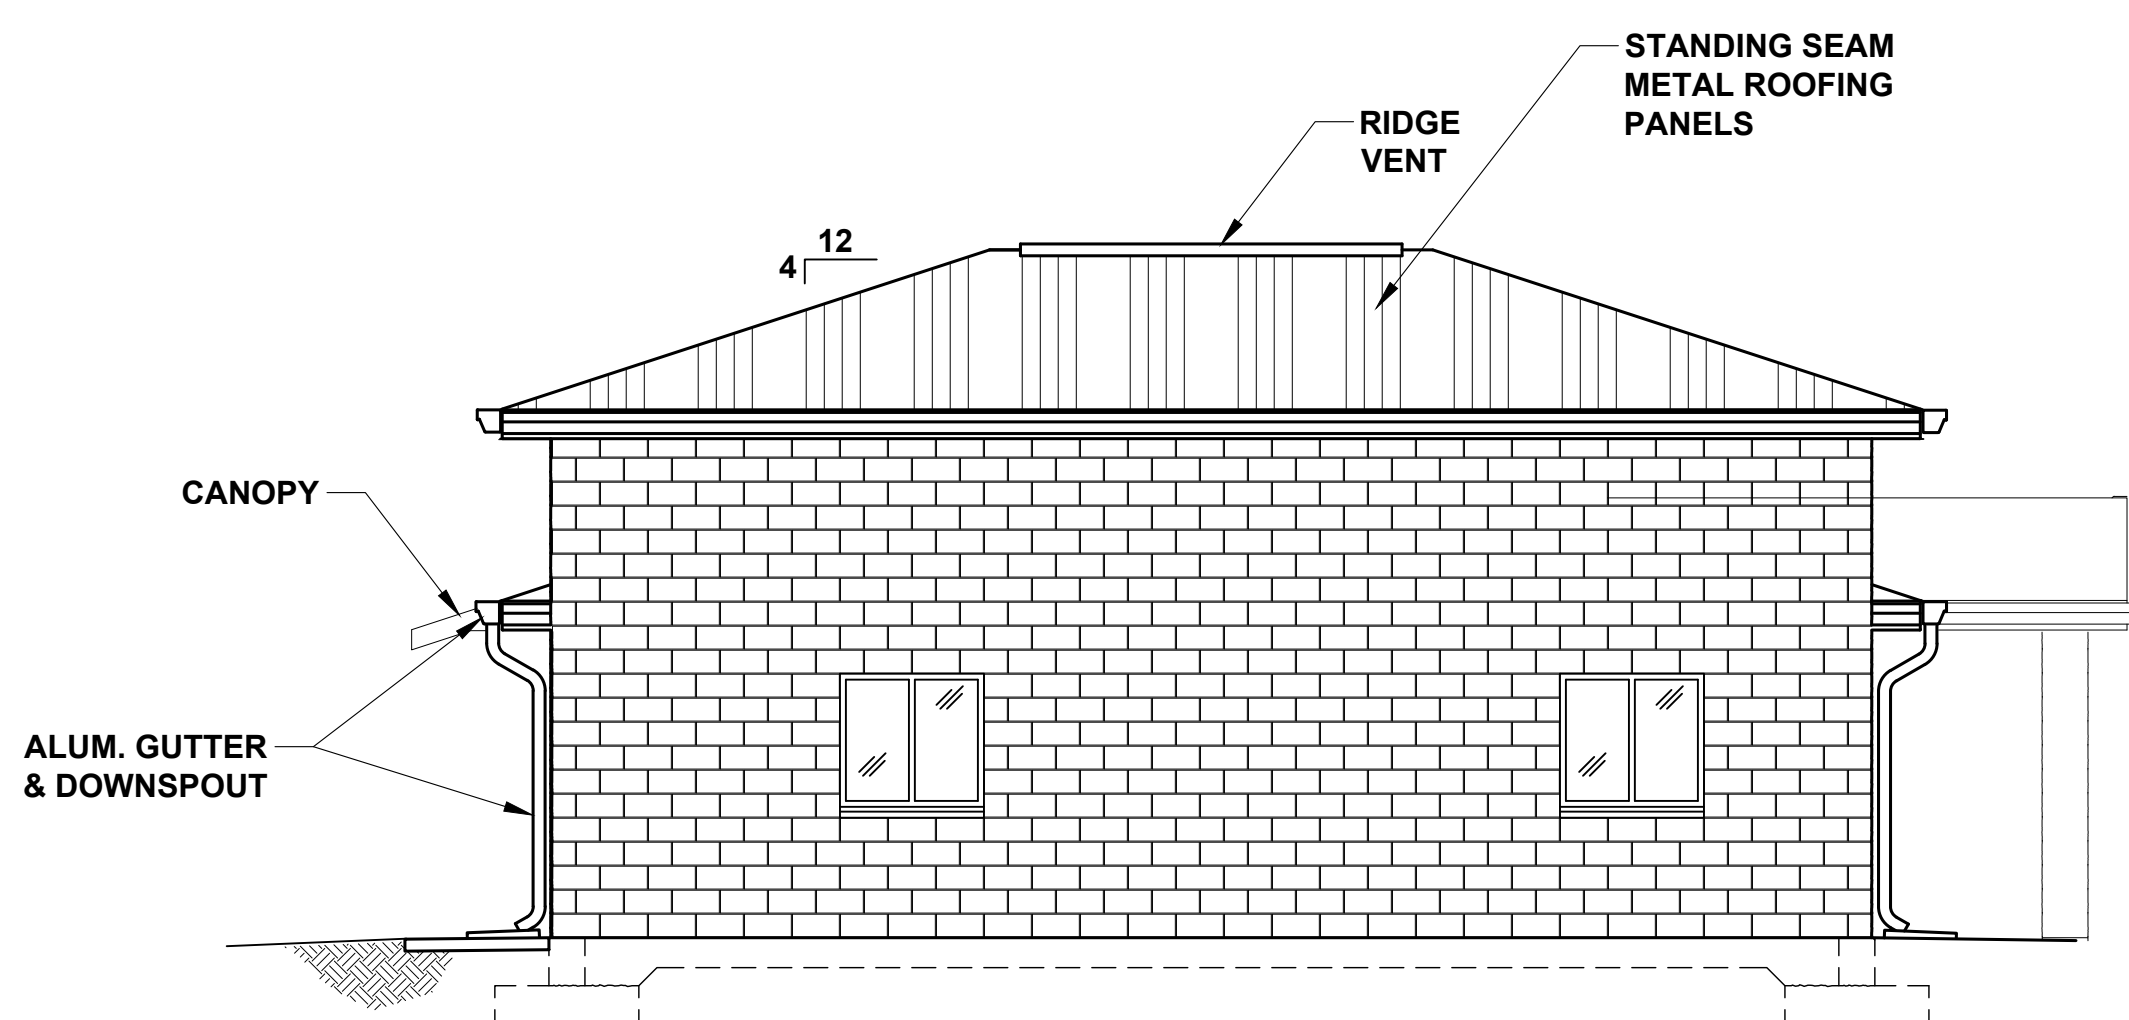 STANDING SEAM
METAL ROOFING
PANELS
RIDGE
VENT
12
4
CANOPY
ALUM. GUTTER
& DOWNSPOUT